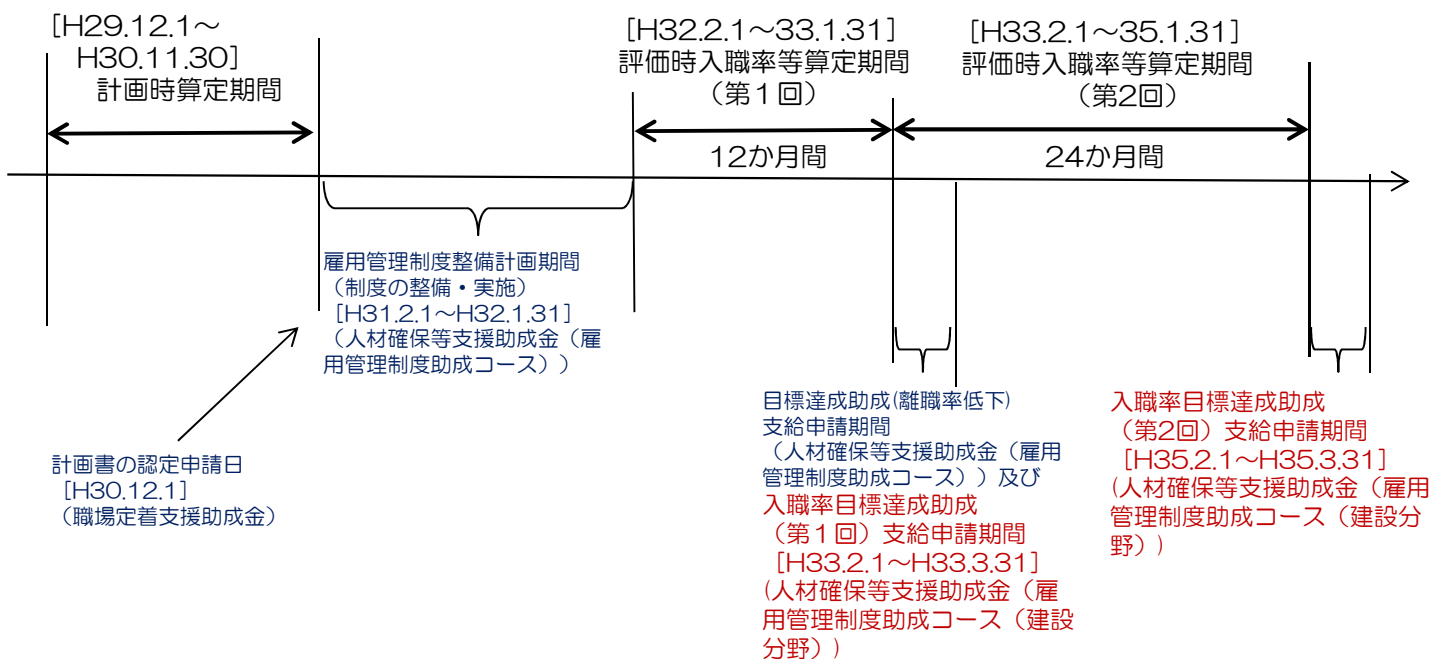 [H29.12.1～
H30.11.30]
計画時算定期間
[H32.2.1～33.1.31]
評価時入職率等算定期間
（第１回）
[H33.2.1～35.1.31]
評価時入職率等算定期間
（第2回）
12か月間
24か月間
雇用管理制度整備計画期間
（制度の整備・実施）
[H31.2.1～H32.1.31]
（人材確保等支援助成金（雇
用管理制度助成コース））
計画書の認定申請日
[H30.12.1]
（職場定着支援助成金）
目標達成助成(離職率低下)
支給申請期間
（人材確保等支援助成金（雇用
管理制度助成コース））及び
入職率目標達成助成
（第１回）支給申請期間
[H33.2.1～H33.3.31]
(人材確保等支援助成金（雇
用管理制度助成コース（建設
分野）)
入職率目標達成助成
（第2回）支給申請期間
[H35.2.1～H35.3.31]
(人材確保等支援助成金（雇用
管理制度助成コース（建設分
野）)